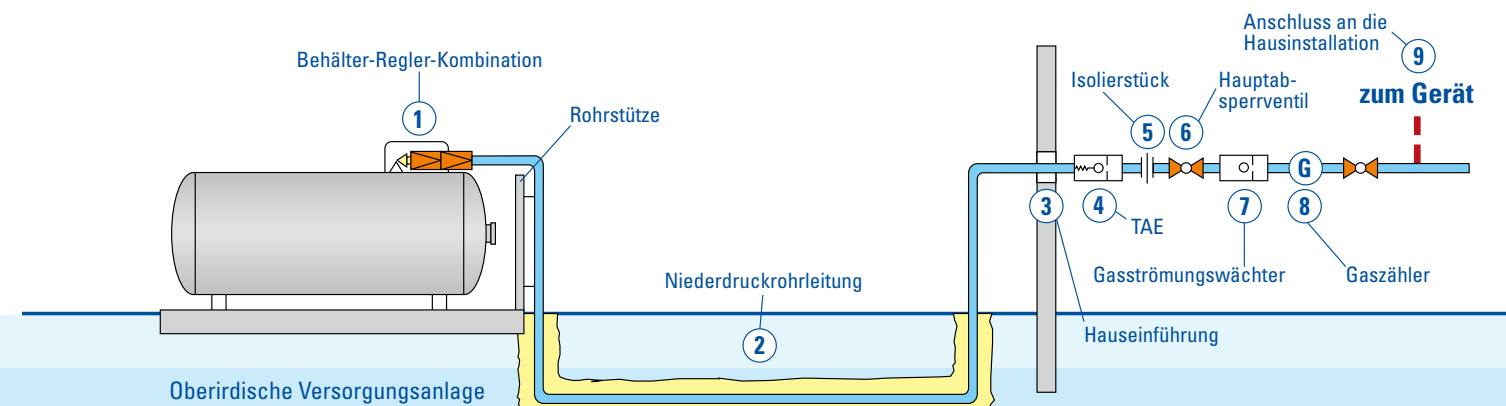 Behälter-Regler-Kombination
1
Rohrstütze
Niederdruckrohrleitung
2
Oberirdische Versorgungsanlage
3
Hauseinführung
4
TAE
Isolierstück
5
6
Hauptab-
sperrventil
7
Gasströmungswächter
G
8
Gaszähler
Anschluss an die
Hausinstallation
9
zum Gerät